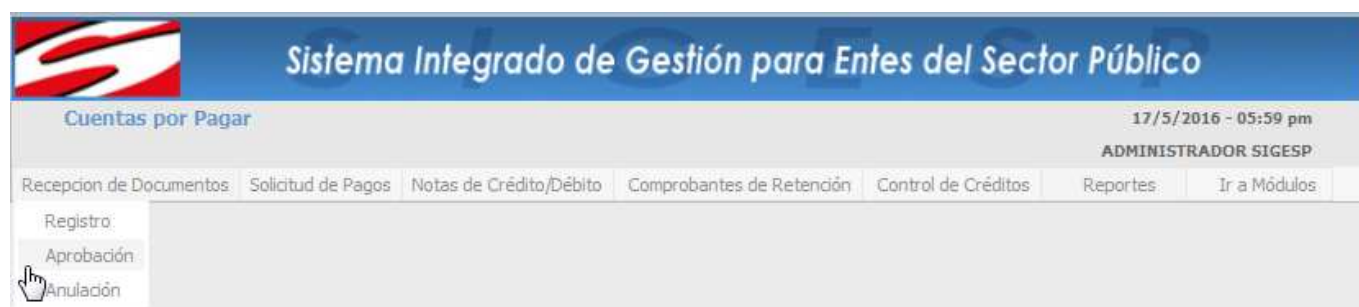 Sistema Integrado de Gestión para Entes del Sector Público
Cuentas por Pagar
17/5/2016 - 05:59 pm
ADMINISTRADOR SIGESP
Recepcion de Documentos Solicitud de Pagos Notas de Crédito/Débito Comprobantes de Retención Control de Créditos Reportes Ir a Módulos
Registro
Aprobación
Anulación